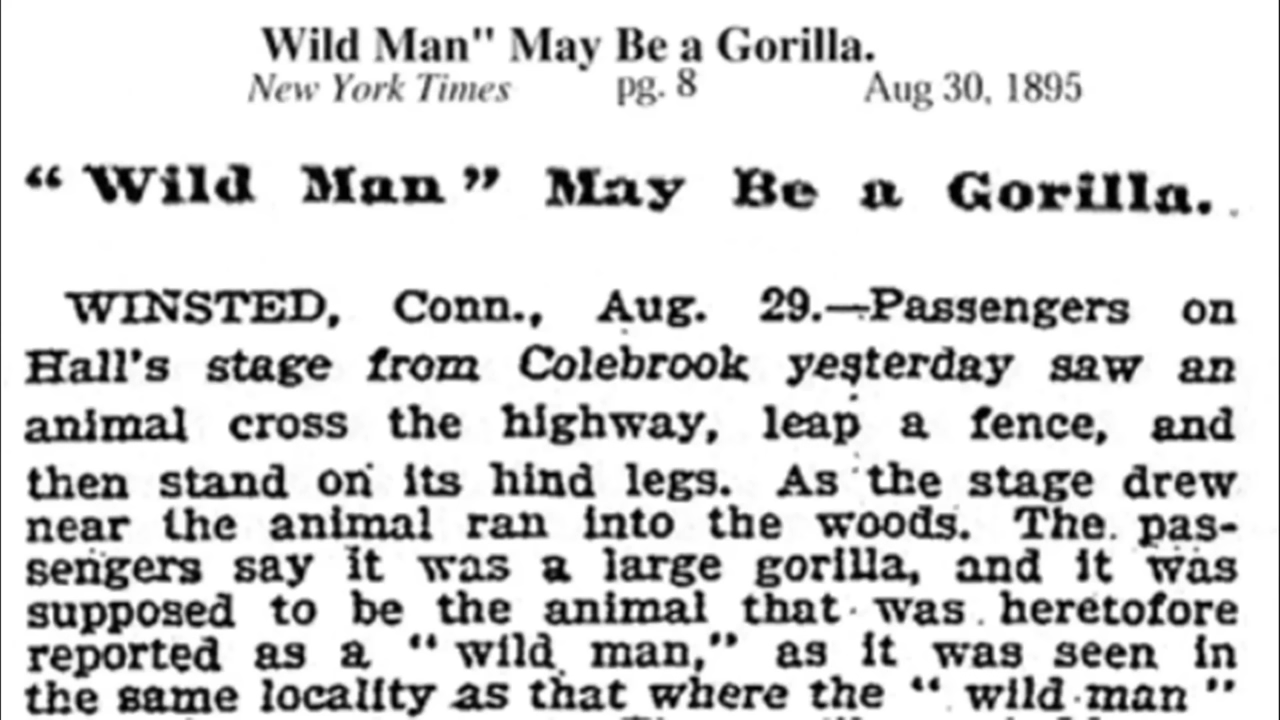 Wild Man" May Be a Gorilla.
New York Times pg. 8 Aug 30, 1895
"Wild Man" May Be a Gorilla.
WINSTED, Conn., Aug. 29.—Passengers on
Hall's stage from Colebrook yesterday saw an
animal cross the highway, leap a fence, and
then stand on its hind legs. As the stage drew
near the animal ran into the woods. The pas-
sengers say it was a large gorilla, and it was
supposed to be the animal that was heretofore
reported as a "wild man," as it was seen in
the same locality as that where the "wild man"